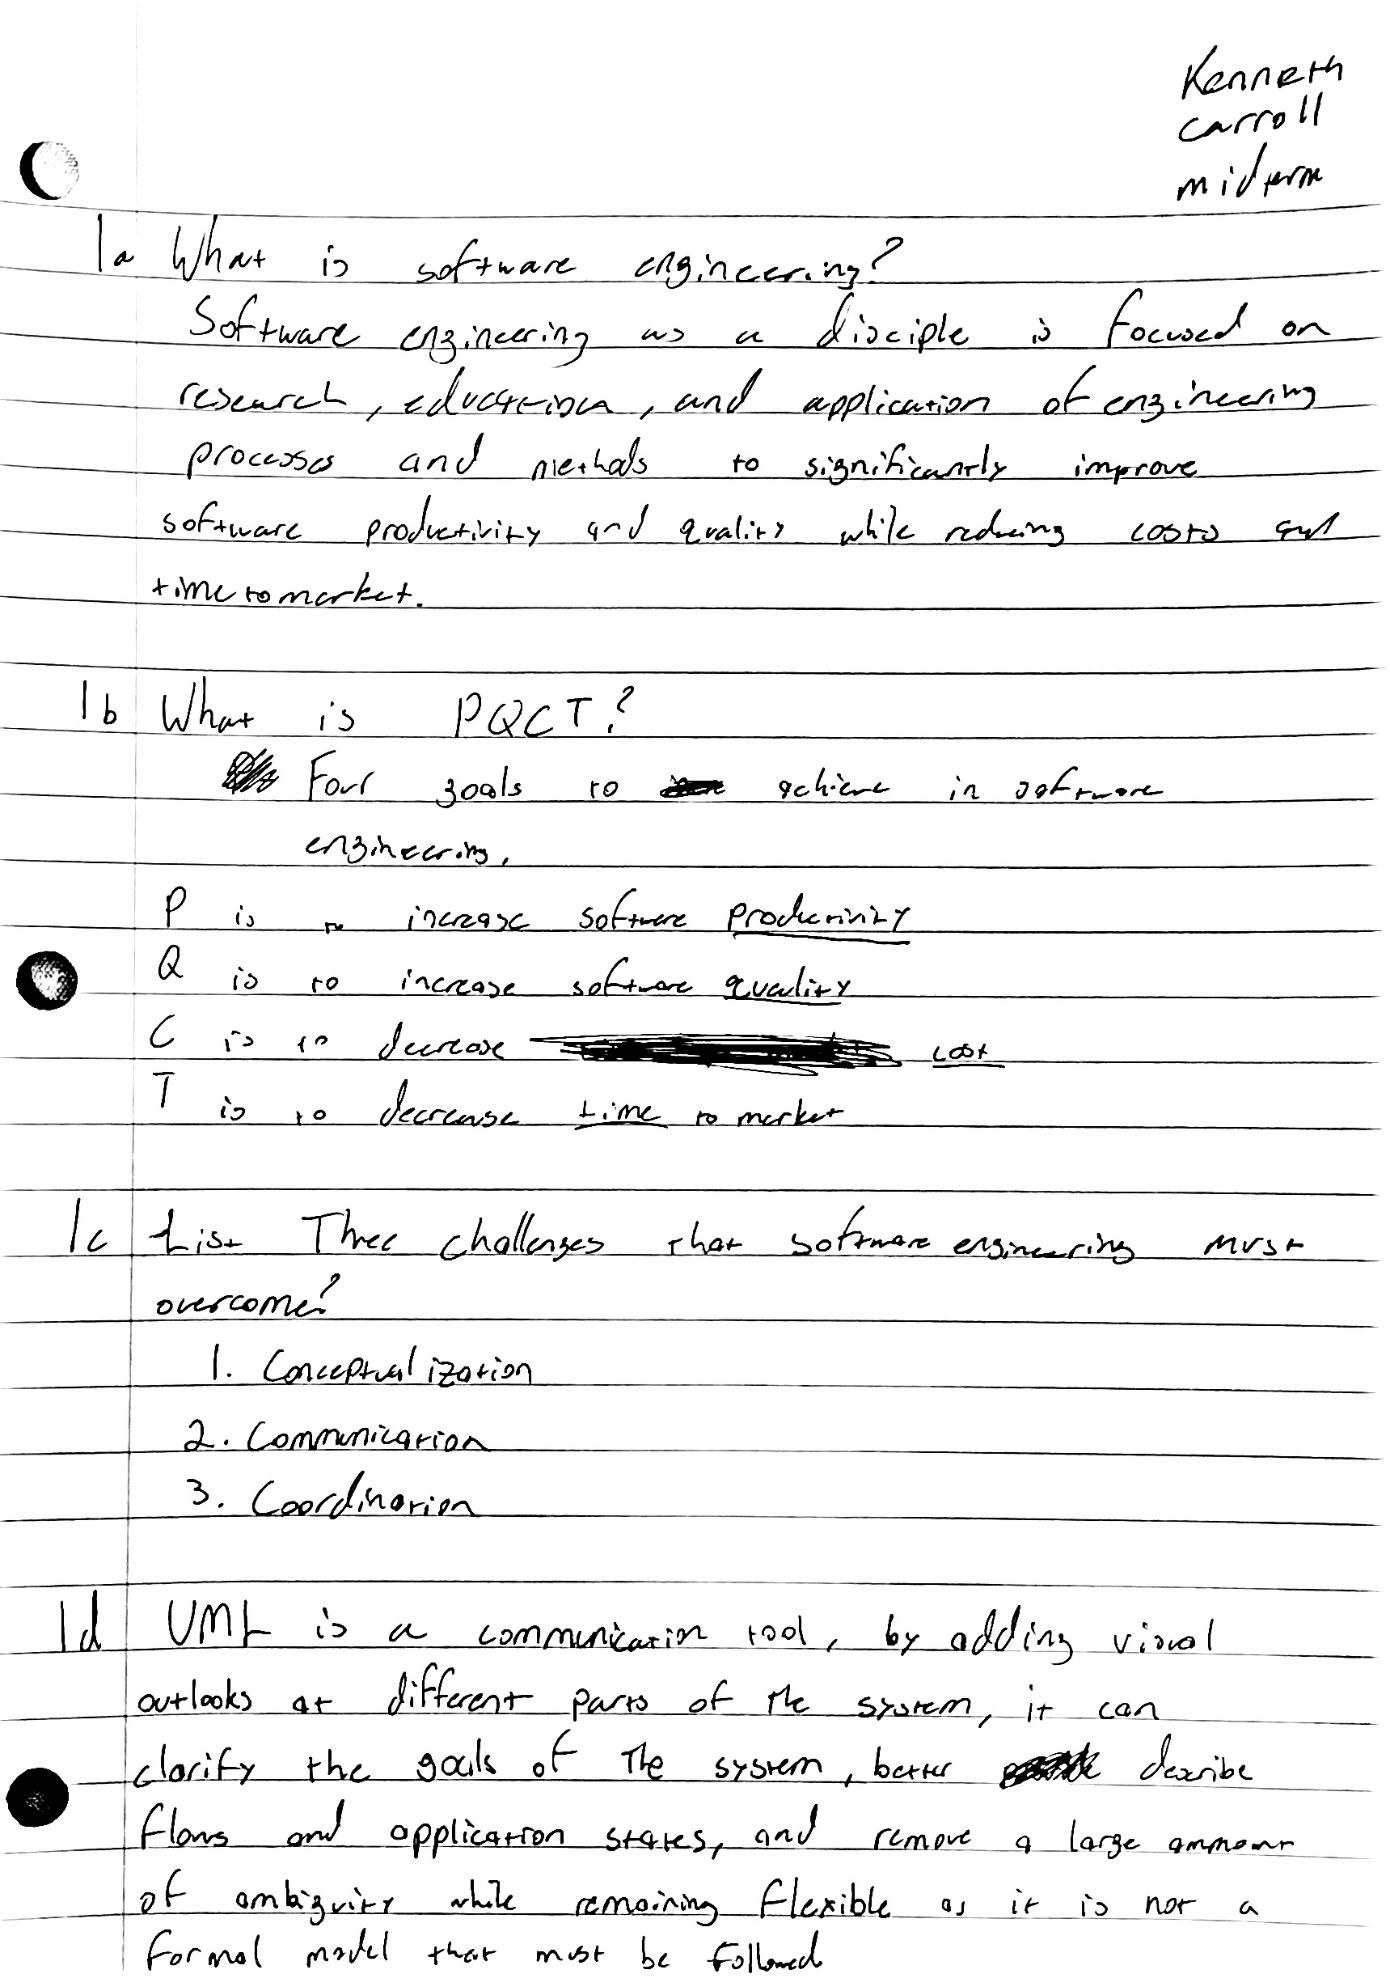 Kenneth
carroll
midterm
1a What is software engineering?
Software engineering as a disciple is focused on
research, education, and application of engineering
processes and methods to significantly improve
software productivity and quality while reducing costs and
time to market.
1b What is PQCT?
Four goals to achieve in software
engineering.
P is to increase software productivity
Q is to increase software quality
C is to decrease cost
T is to decrease time to market
1c List Three challenges that software engineering must
overcome?
1. Conceptualization
2. Communication
3. Coordination
1d UML is a communication tool, by adding visual
outlooks at different parts of the system, it can
clarify the goals of the system, better describe
flows and application states, and remove a large ammount
of ambiguity while remaining flexible as it is not a
formal model that must be followed